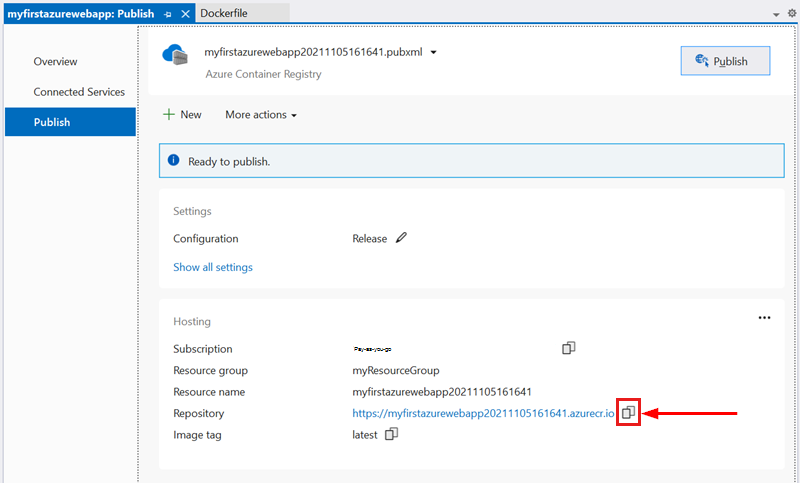 myfirstazurewebapp: Publish
Dockerfile
Overview
Connected Services
Publish
myfirstazurewebapp20211105161641.pubxml
Azure Container Registry
Publish
New
More actions
Ready to publish.
Settings
Configuration Release
Show all settings
Hosting
Subscription Pay-as-you-go
Resource group myResourceGroup
Resource name myfirstazurewebapp20211105161641
Repository https://myfirstazurewebapp20211105161641.azurecr.io
Image tag latest